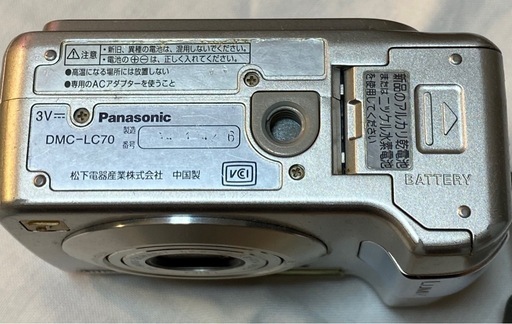 注意
・新旧、異種の電池は、混用しないでください。
・電池の⊕⊖は、正しく入れてください。
●高温になる場所には放置しない
●専用のACアダプターを使うこと
3V⎓ Panasonic
DMC-LC70
製造
番号
松下電器産業株式会社 中国製
VCI
新品のアルカリ乾電池
またはニッケル水素電池
を使用してください
BATTERY
LUMI